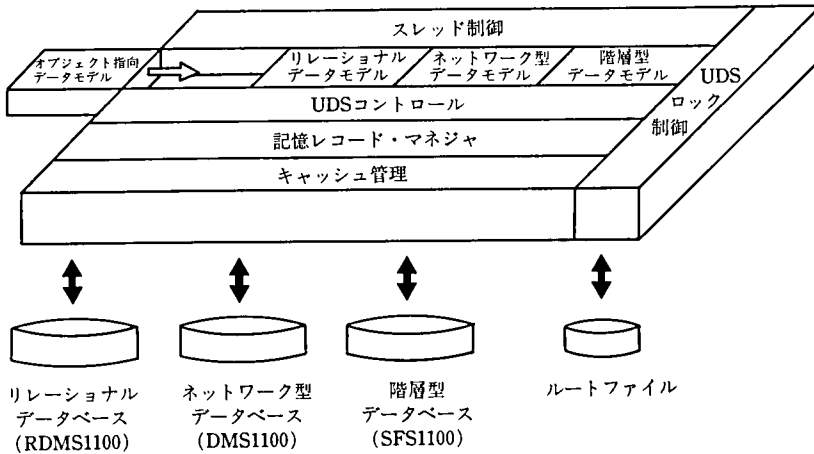 スレッド制御
オブジェクト指向
データモデル
リレーショナル
データモデル
ネットワーク型
データモデル
階層型
データモデル
UDS
ロック
制御
UDSコントロール
記憶レコード・マネジャ
キャッシュ管理
リレーショナル
データベース
(RDMS1100)
ネットワーク型
データベース
(DMS1100)
階層型
データベース
(SFS1100)
ルートファイル